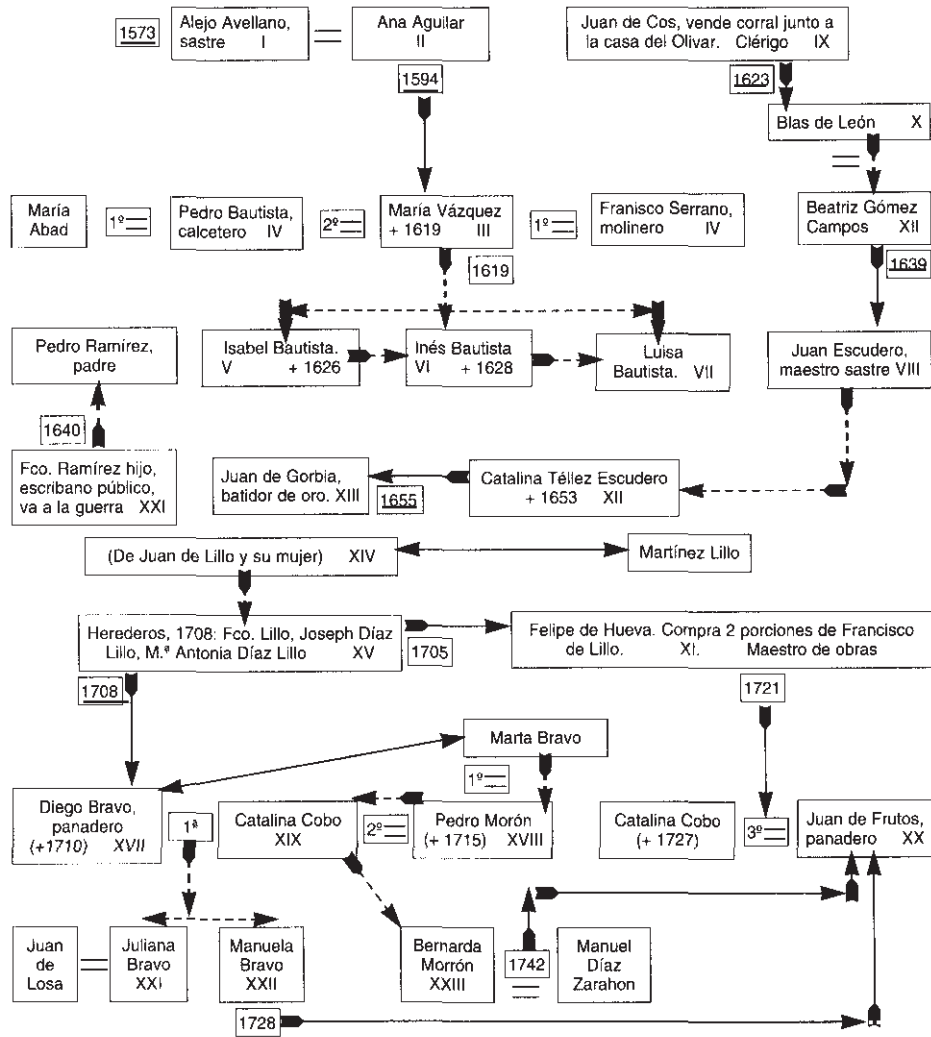 1573
Alejo Avellano,
sastre I
Ana Aguilar
II
Juan de Cos, vende corral junto a
la casa del Olivar. Clérigo IX
1594
1623
Blas de León X
María
Abad
1º
Pedro Bautista,
calcetero IV
2º
María Vázquez
+ 1619 III
1º
Franisco Serrano,
molinero IV
Beatriz Gómez
Campos XII
1619
1639
Pedro Ramírez,
padre
Isabel Bautista.
V + 1626
Inés Bautista
VI + 1628
Luisa
Bautista. VII
Juan Escudero,
maestro sastre VIII
1640
Fco. Ramírez hijo,
escribano público,
va a la guerra XXI
Juan de Gorbia,
batidor de oro. XIII
1655
Catalina Téllez Escudero
+ 1653 XII
(De Juan de Lillo y su mujer) XIV
Martínez Lillo
Herederos, 1708: Fco. Lillo, Joseph Díaz
Lillo, M.ª Antonia Díaz Lillo XV
1705
Felipe de Hueva. Compra 2 porciones de Francisco
de Lillo. XI. Maestro de obras
1708
1721
Marta Bravo
1º
Diego Bravo,
panadero
(+1710) XVII
1ª
Catalina Cobo
XIX
2º
Pedro Morón
(+ 1715) XVIII
Catalina Cobo
(+ 1727)
3º
Juan de Frutos,
panadero XX
Juan
de
Losa
Juliana
Bravo
XXI
Manuela
Bravo
XXII
Bernarda
Morrón
XXIII
1742
Manuel
Díaz
Zarahon
1728